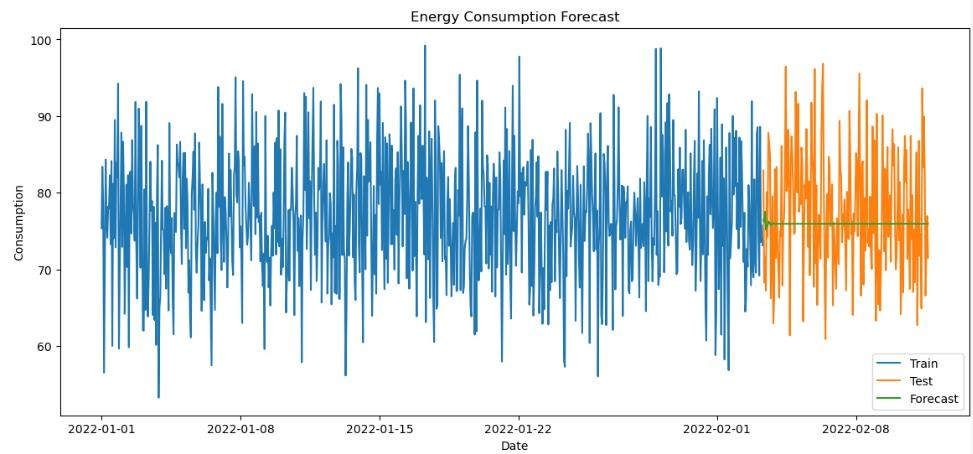 Energy Consumption Forecast
100
90
80
70
60
Consumption
2022-01-01
2022-01-08
2022-01-15
2022-01-22
2022-02-01
2022-02-08
Date
Train
Test
Forecast